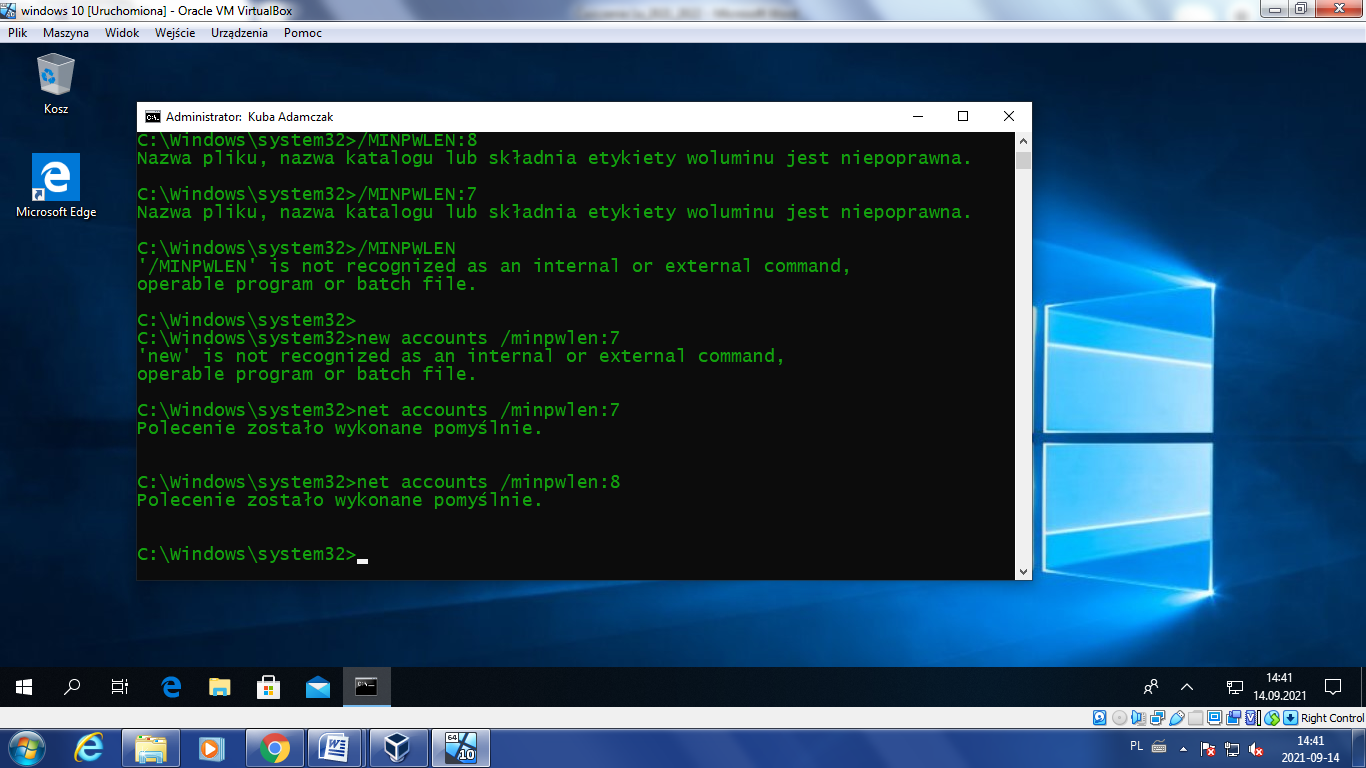 windows 10 [Uruchomiona] - Oracle VM VirtualBox
Plik Maszyna Widok Wejście Urządzenia Pomoc
Kosz
Microsoft Edge
Administrator: Kuba Adamczak
C:\Windows\system32>/MINPWLEN:8
Nazwa pliku, nazwa katalogu lub składnia etykiety woluminu jest niepoprawna.
C:\Windows\system32>/MINPWLEN:7
Nazwa pliku, nazwa katalogu lub składnia etykiety woluminu jest niepoprawna.
C:\Windows\system32>/MINPWLEN
'/MINPWLEN' is not recognized as an internal or external command,
operable program or batch file.
C:\Windows\system32>
C:\Windows\system32>new accounts /minpwlen:7
'new' is not recognized as an internal or external command,
operable program or batch file.
C:\Windows\system32>net accounts /minpwlen:7
Polecenie zostało wykonane pomyślnie.
C:\Windows\system32>net accounts /minpwlen:8
Polecenie zostało wykonane pomyślnie.
C:\Windows\system32>
14:41
14.09.2021
Right Control
64
10
PL
14:41
2021-09-14